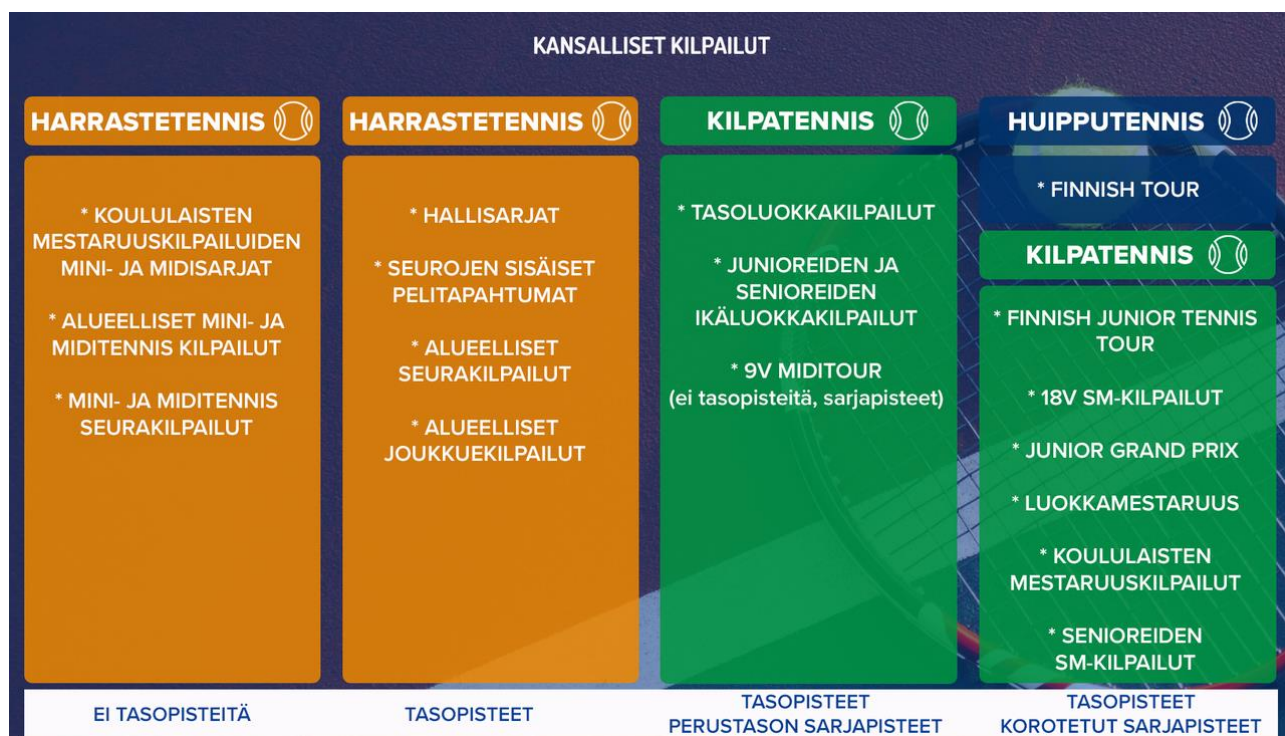 KANSALLISET KILPAILUT
HARRASTETENNIS
* KOULULAISTEN
MESTARUUSKILPAILUIDEN
MINI- JA MIDISARJAT
* ALUEELLISET MINI- JA
MIDITENNIS KILPAILUT
* MINI- JA MIDITENNIS
SEURAKILPAILUT
EI TASOPISTEITÄ
HARRASTETENNIS
* HALLISARJAT
* SEUROJEN SISÄISET
PELITAPAHTUMAT
* ALUEELLISET
SEURAKILPAILUT
* ALUEELLISET
JOUKKUEKILPAILUT
TASOPISTEET
KILPATENNIS
* TASOLUOKKAKILPAILUT
* JUNIOREIDEN JA
SENIOREIDEN
IKÄLUOKKAKILPAILUT
* 9V MIDITOUR
(ei tasopisteitä, sarjapisteet)
TASOPISTEET
PERUSTASON SARJAPISTEET
HUIPPUTENNIS
* FINNISH TOUR
KILPATENNIS
* FINNISH JUNIOR TENNIS
TOUR
* 18V SM-KILPAILUT
* JUNIOR GRAND PRIX
* LUOKKAMESTARUUS
* KOULULAISTEN
MESTARUUSKILPAILUT
* SENIOREIDEN
SM-KILPAILUT
TASOPISTEET
KOROTETUT SARJAPISTEET